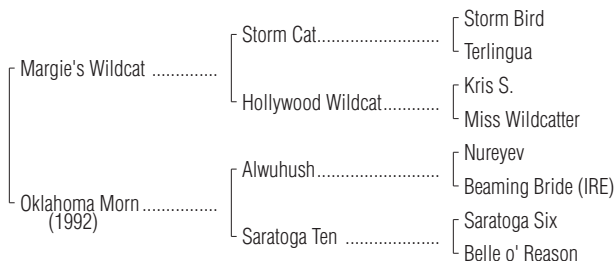 Storm Bird
Storm Cat..............................
Terlingua
Margie's Wildcat ................
Kris S.
Hollywood Wildcat..............
Miss Wildcatter
Nureyev
Alwuhush..............................
Beaming Bride (IRE)
Oklahoma Morn..................
(1992)
Saratoga Six
Saratoga Ten .......................
Belle o' Reason